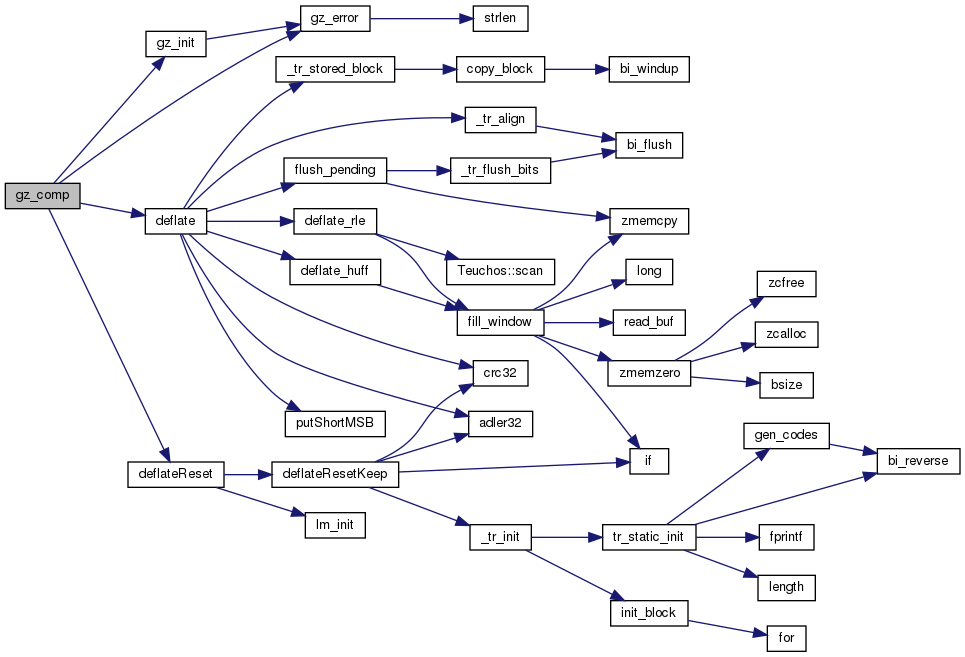 gz_error
strlen
gz_init
_tr_stored_block
copy_block
bi_windup
_tr_align
bi_flush
flush_pending
_tr_flush_bits
gz_comp
deflate
deflate_rle
zmemcpy
deflate_huff
Teuchos::scan
long
zcfree
fill_window
read_buf
zcalloc
crc32
zmemzero
bsize
putShortMSB
adler32
gen_codes
deflateReset
deflateResetKeep
if
bi_reverse
lm_init
_tr_init
tr_static_init
fprintf
length
init_block
for